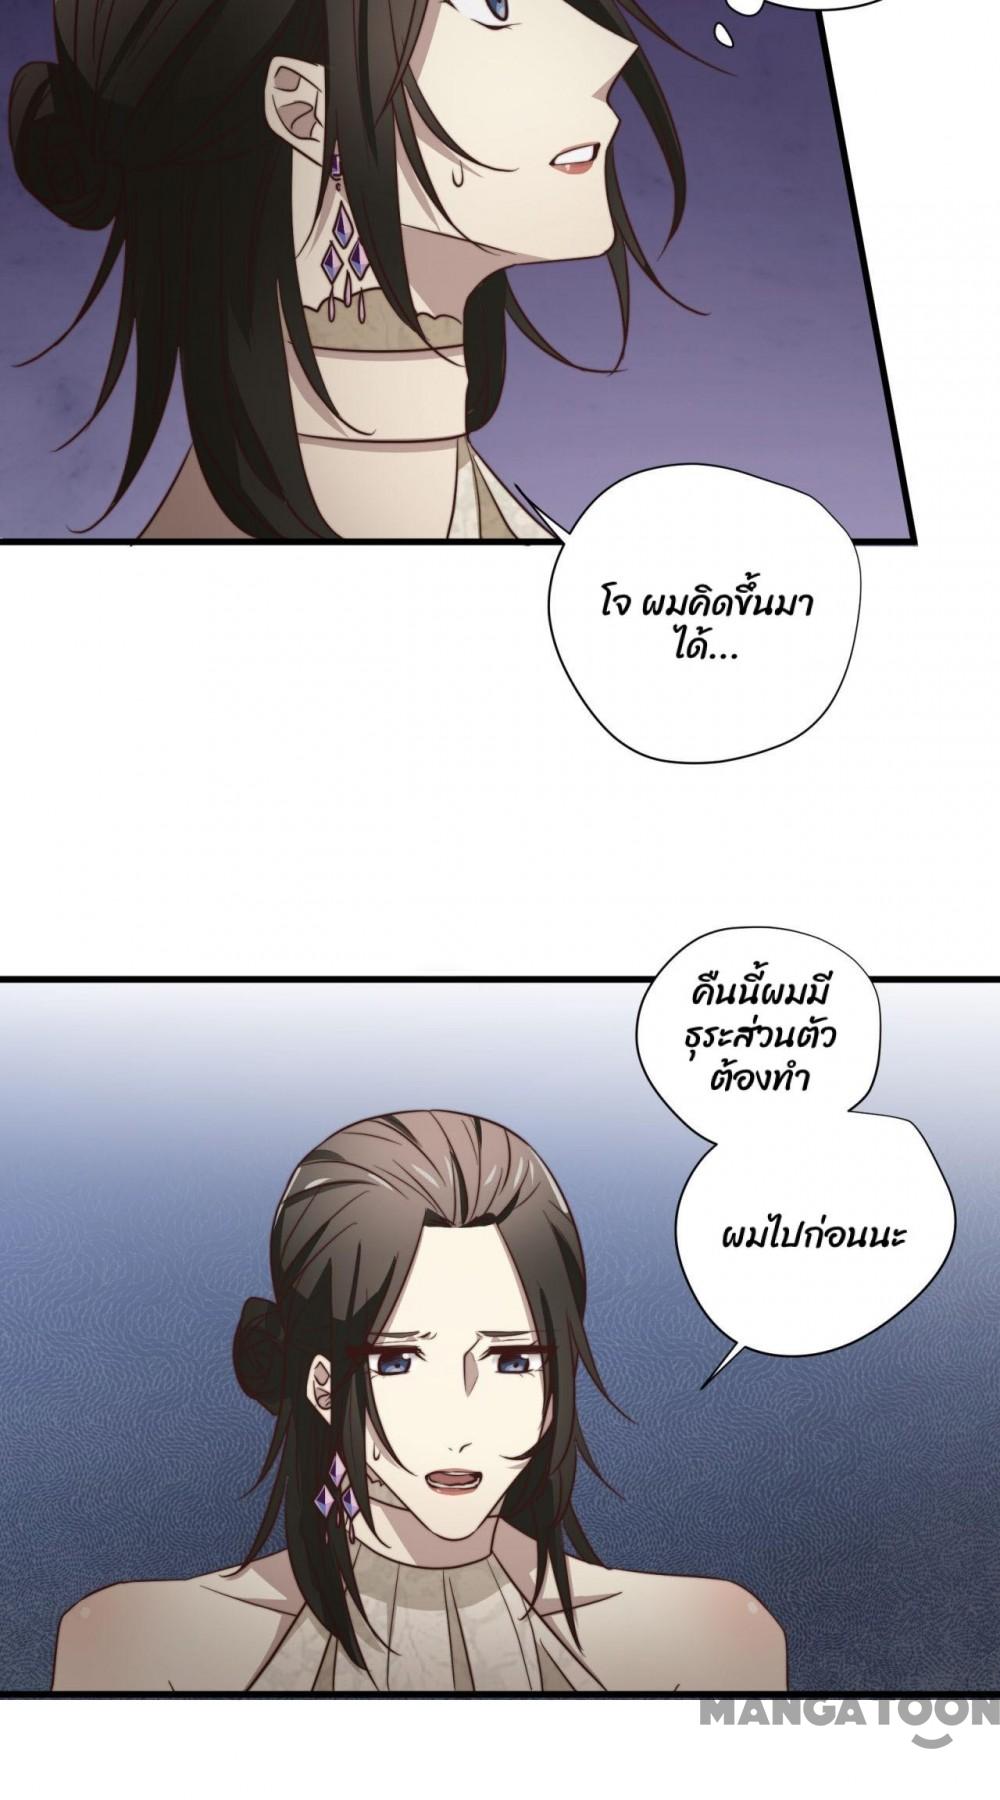 โจ ผมคิดขึ้นมา
ได้...
คืนนี้ผมมี
ธุระส่วนตัว
ต้องทำ
ผมไปก่อนนะ
MANGATOON